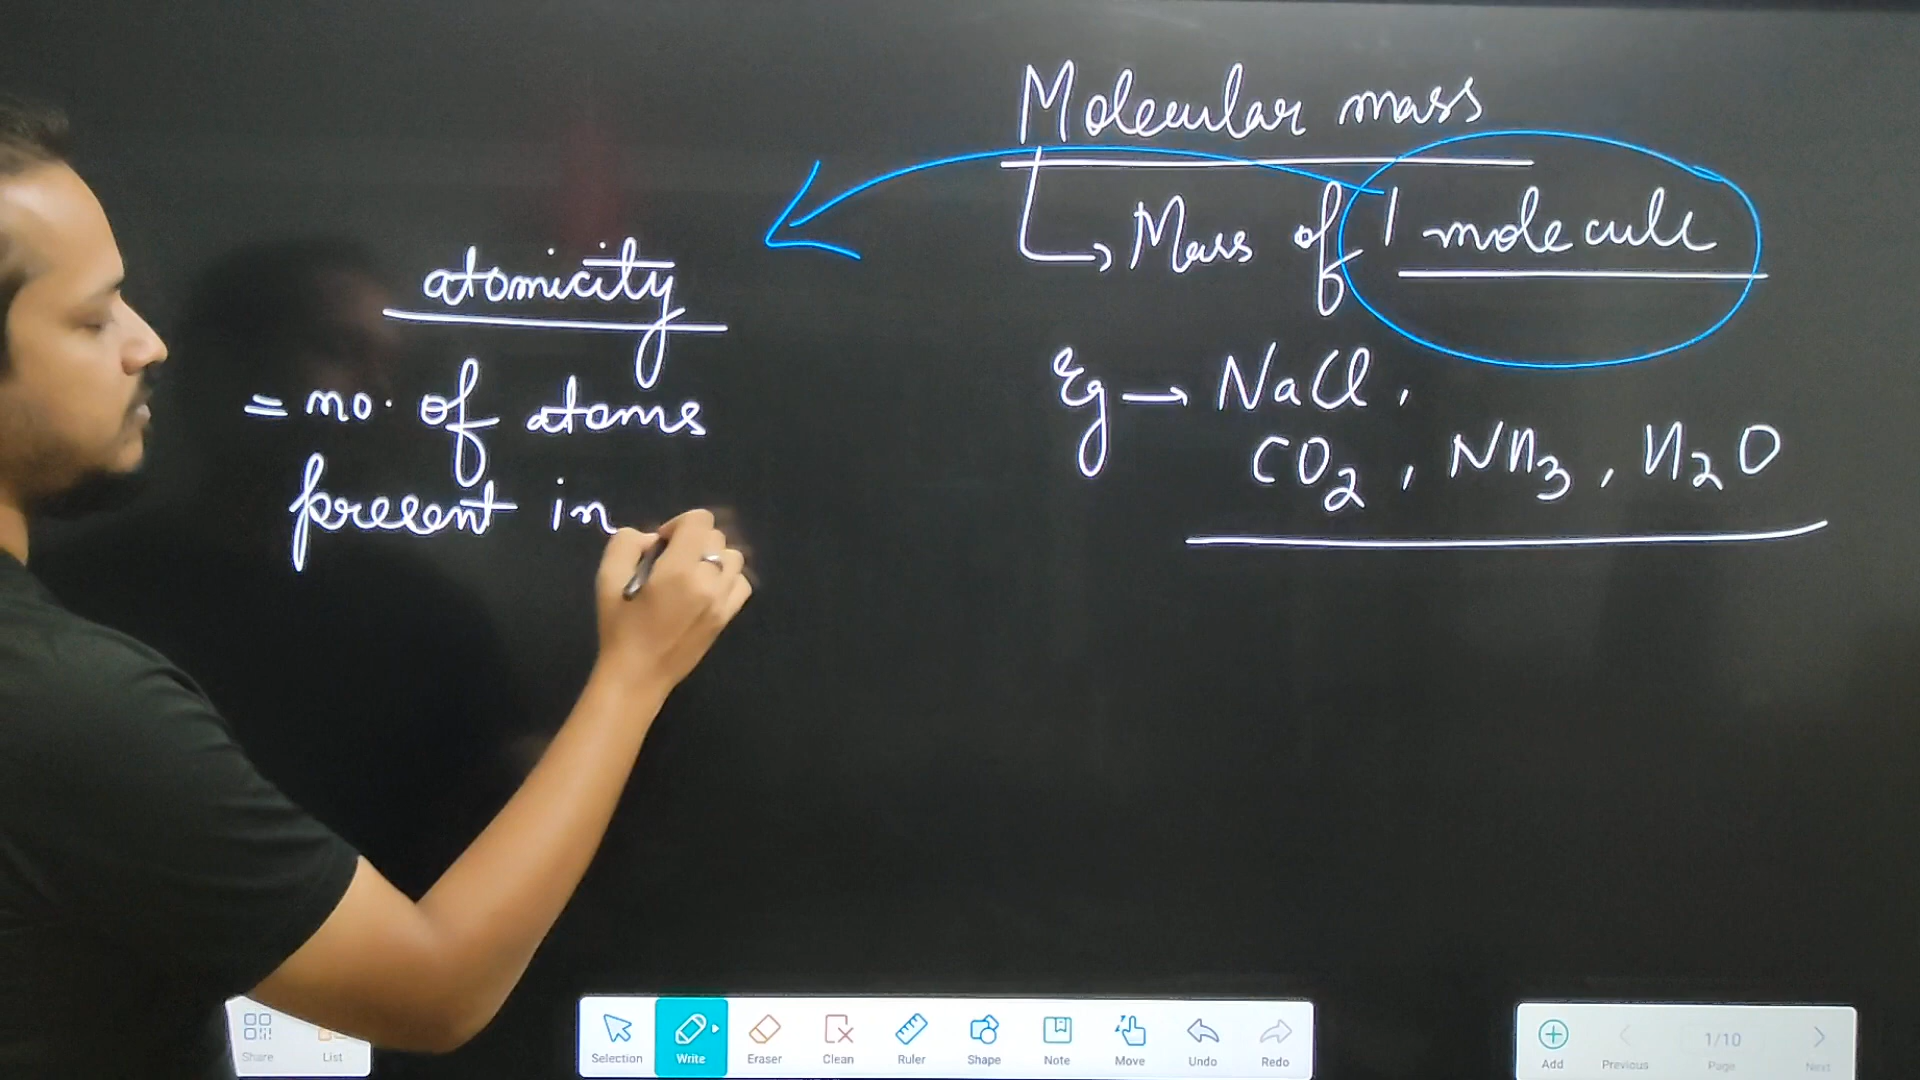 Molecular mass
Mass of 1 molecule
Eg → NaCl,
CO₂, NH₃, H₂O
atomicity
= no. of atoms
present in
Share
List
Selection
Write
Eraser
Clean
Ruler
Shape
Note
Move
Undo
Redo
Add
Previous
1/10
Page
Next